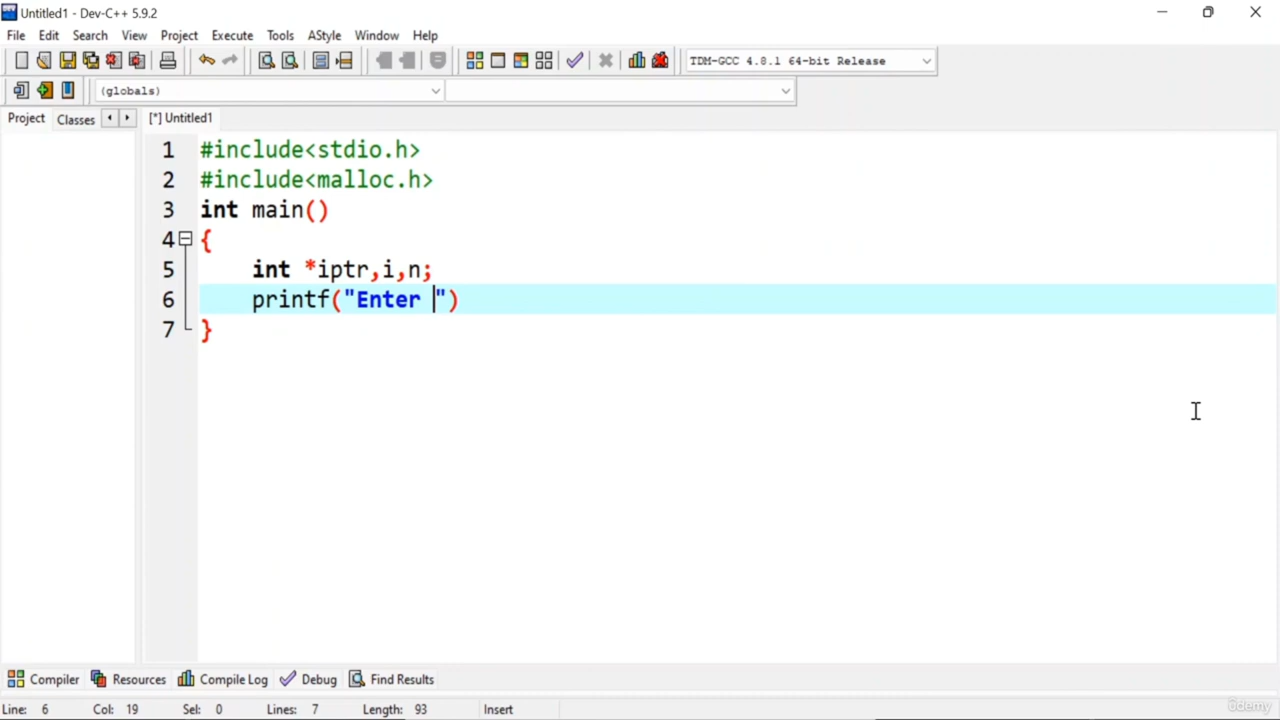 Untitled1 - Dev-C++ 5.9.2
File Edit Search View Project Execute Tools AStyle Window Help
TDM-GCC 4.8.1 64-bit Release
(globals)
Project Classes [*] Untitled1
1 #include<stdio.h>
2 #include<malloc.h>
3 int main()
4 {
5 int *iptr,i,n;
6 printf("Enter ")
7 }
Compiler Resources Compile Log Debug Find Results
Line: 6 Col: 19 Sel: 0 Lines: 7 Length: 93 Insert
ûdemy